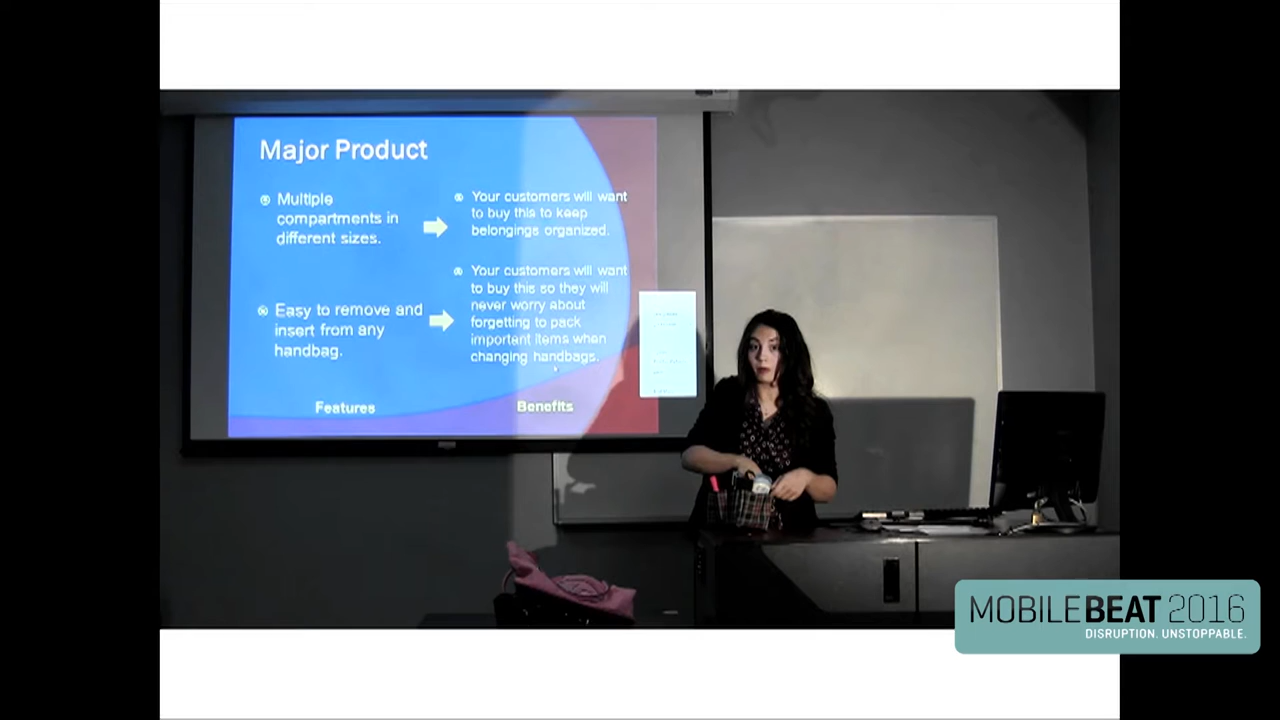 Major Product
Multiple
compartments in
different sizes.
Your customers will want
to buy this to keep
belongings organized.
Easy to remove and
insert from any
handbag.
Your customers will want
to buy this so they will
never worry about
forgetting to pack
important items when
changing handbags.
Features
Benefits
MOBILEBEAT 2016
DISRUPTION. UNSTOPPABLE.